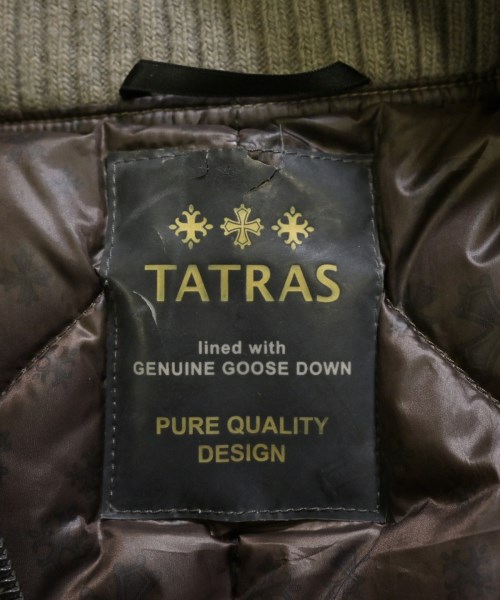 TATRAS
lined with
GENUINE GOOSE DOWN
PURE QUALITY
DESIGN